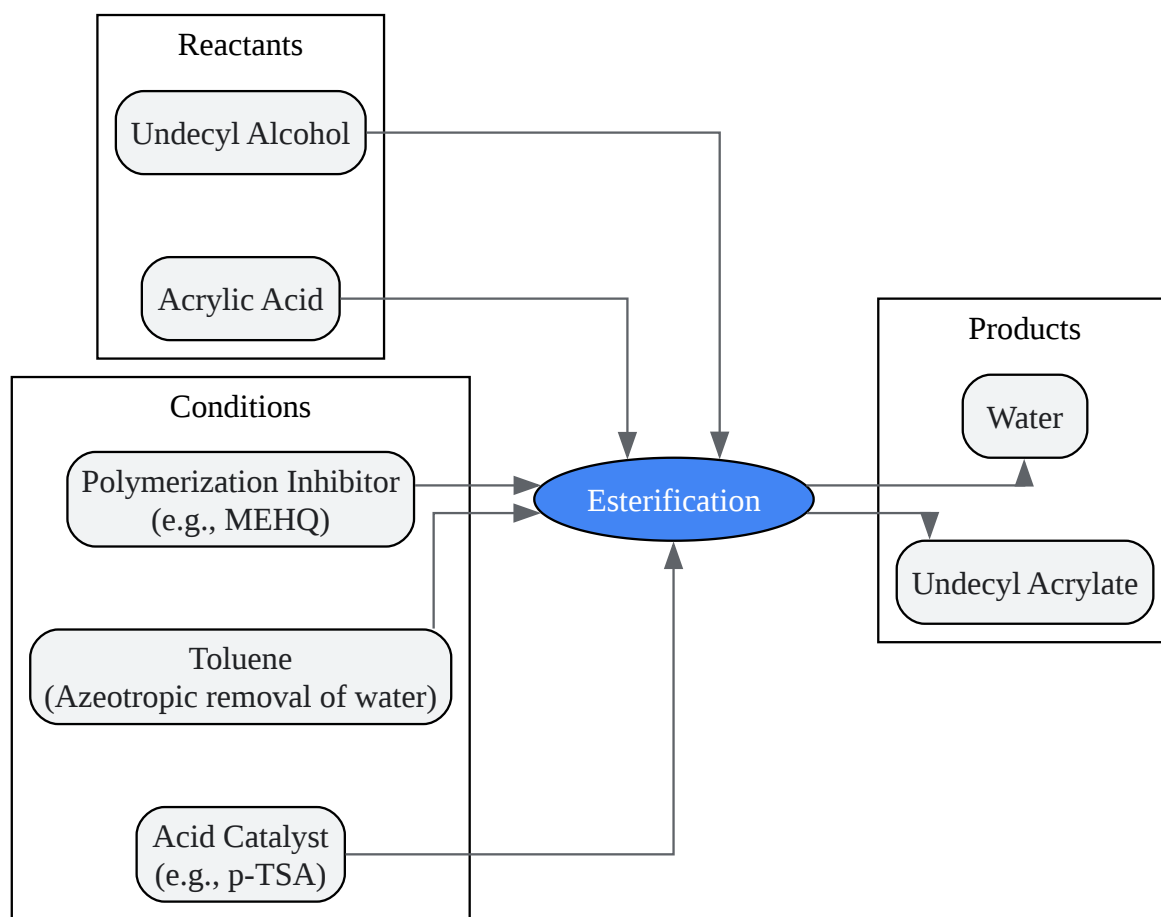 Reactants
Undecyl Alcohol
Acrylic Acid
Conditions
Polymerization Inhibitor
(e.g., MEHQ)
Toluene
(Azeotropic removal of water)
Acid Catalyst
(e.g., p-TSA)
Esterification
Products
Water
Undecyl Acrylate